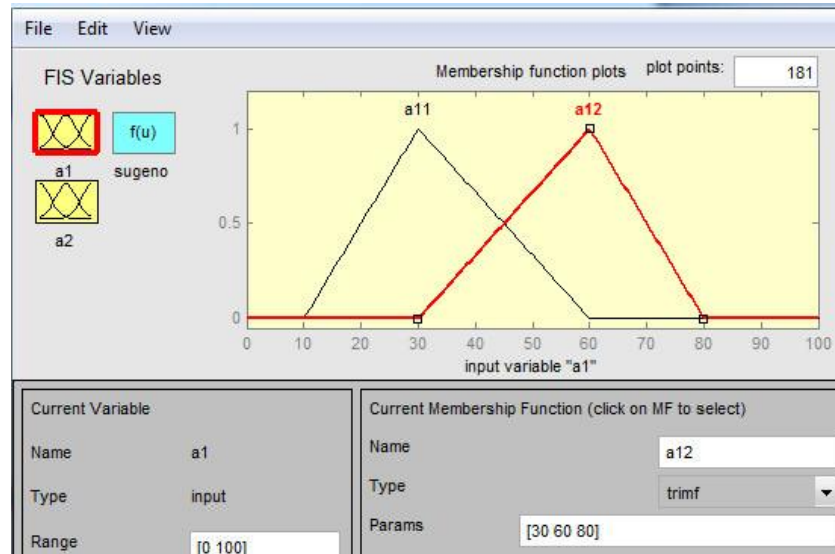 File Edit View
FIS Variables
f(u)
a1 sugeno
a2
Membership function plots plot points: 181
a11 a12
1
0.5
0
0 10 20 30 40 50 60 70 80 90 100
input variable "a1"
Current Variable
Name a1
Type input
Range [0 100]
Current Membership Function (click on MF to select)
Name a12
Type trimf
Params [30 60 80]